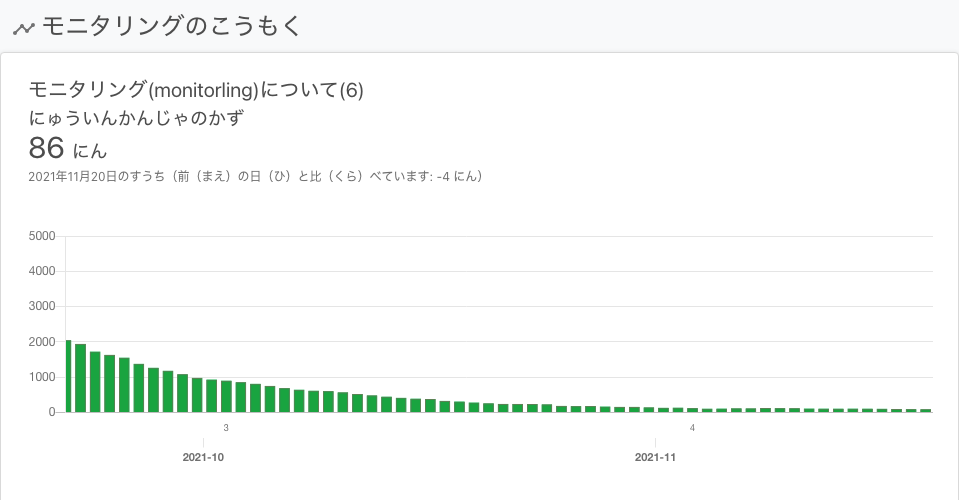 モニタリングのこうもく
モニタリング(monitorling)について(6)
にゅういんかんじゃのかず
86 にん
2021年11月20日のすうち（前（まえ）の日（ひ）と比（くら）べています: -4 にん）
5000
4000
3000
2000
1000
0
3 4
2021-10 2021-11